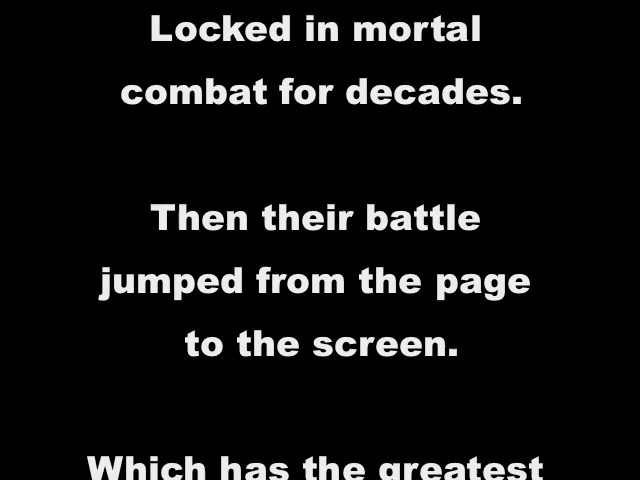 Locked in mortal
combat for decades.
Then their battle
jumped from the page
to the screen.
Which has the greatest